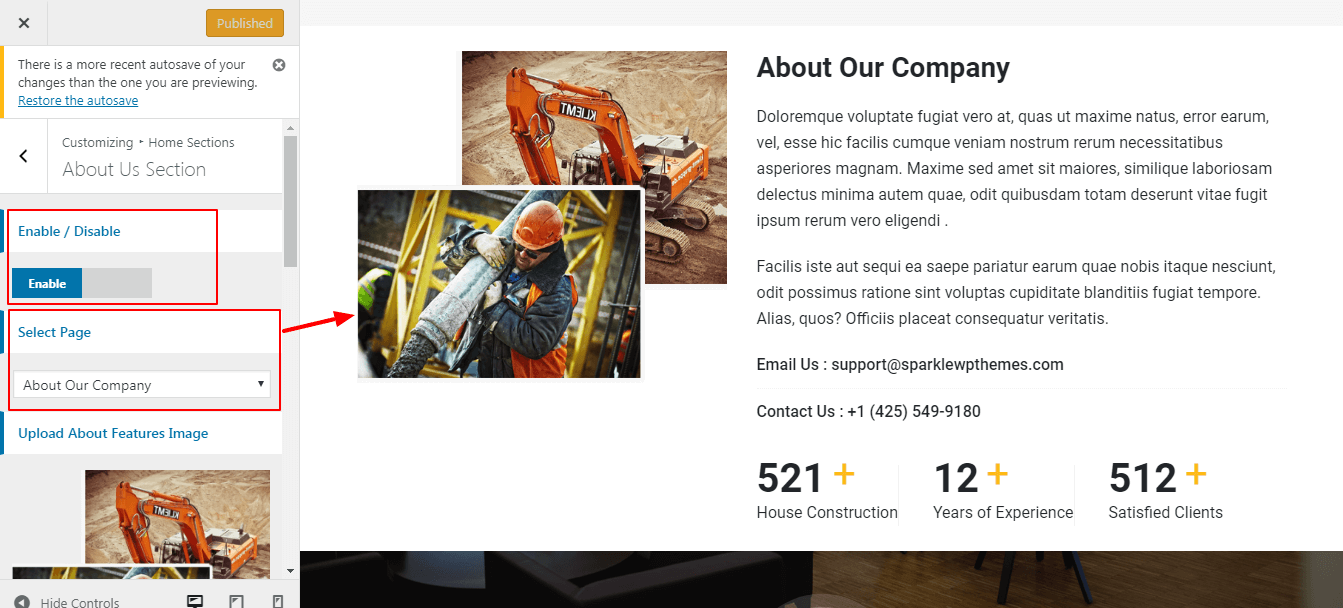 Published
There is a more recent autosave of your
changes than the one you are previewing.
Restore the autosave
Customizing ‣ Home Sections
About Us Section
Enable / Disable
Enable
Select Page
About Our Company
Upload About Features Image
KLIEMT
Hide Controls
KLIEMT
About Our Company
Doloremque voluptate fugiat vero at, quas ut maxime natus, error earum,
vel, esse hic facilis cumque veniam nostrum rerum necessitatibus
asperiores magnam. Maxime sed amet sit maiores, similique laboriosam
delectus minima autem quae, odit quibusdam totam deserunt vitae fugit
ipsum rerum vero eligendi .
Facilis iste aut sequi ea saepe pariatur earum quae nobis itaque nesciunt,
odit possimus ratione sint voluptas cupiditate blanditiis fugiat tempore.
Alias, quos? Officiis placeat consequatur veritatis.
Email Us : support@sparklewpthemes.com
Contact Us : +1 (425) 549-9180
521 + 12 + 512 +
House Construction Years of Experience Satisfied Clients